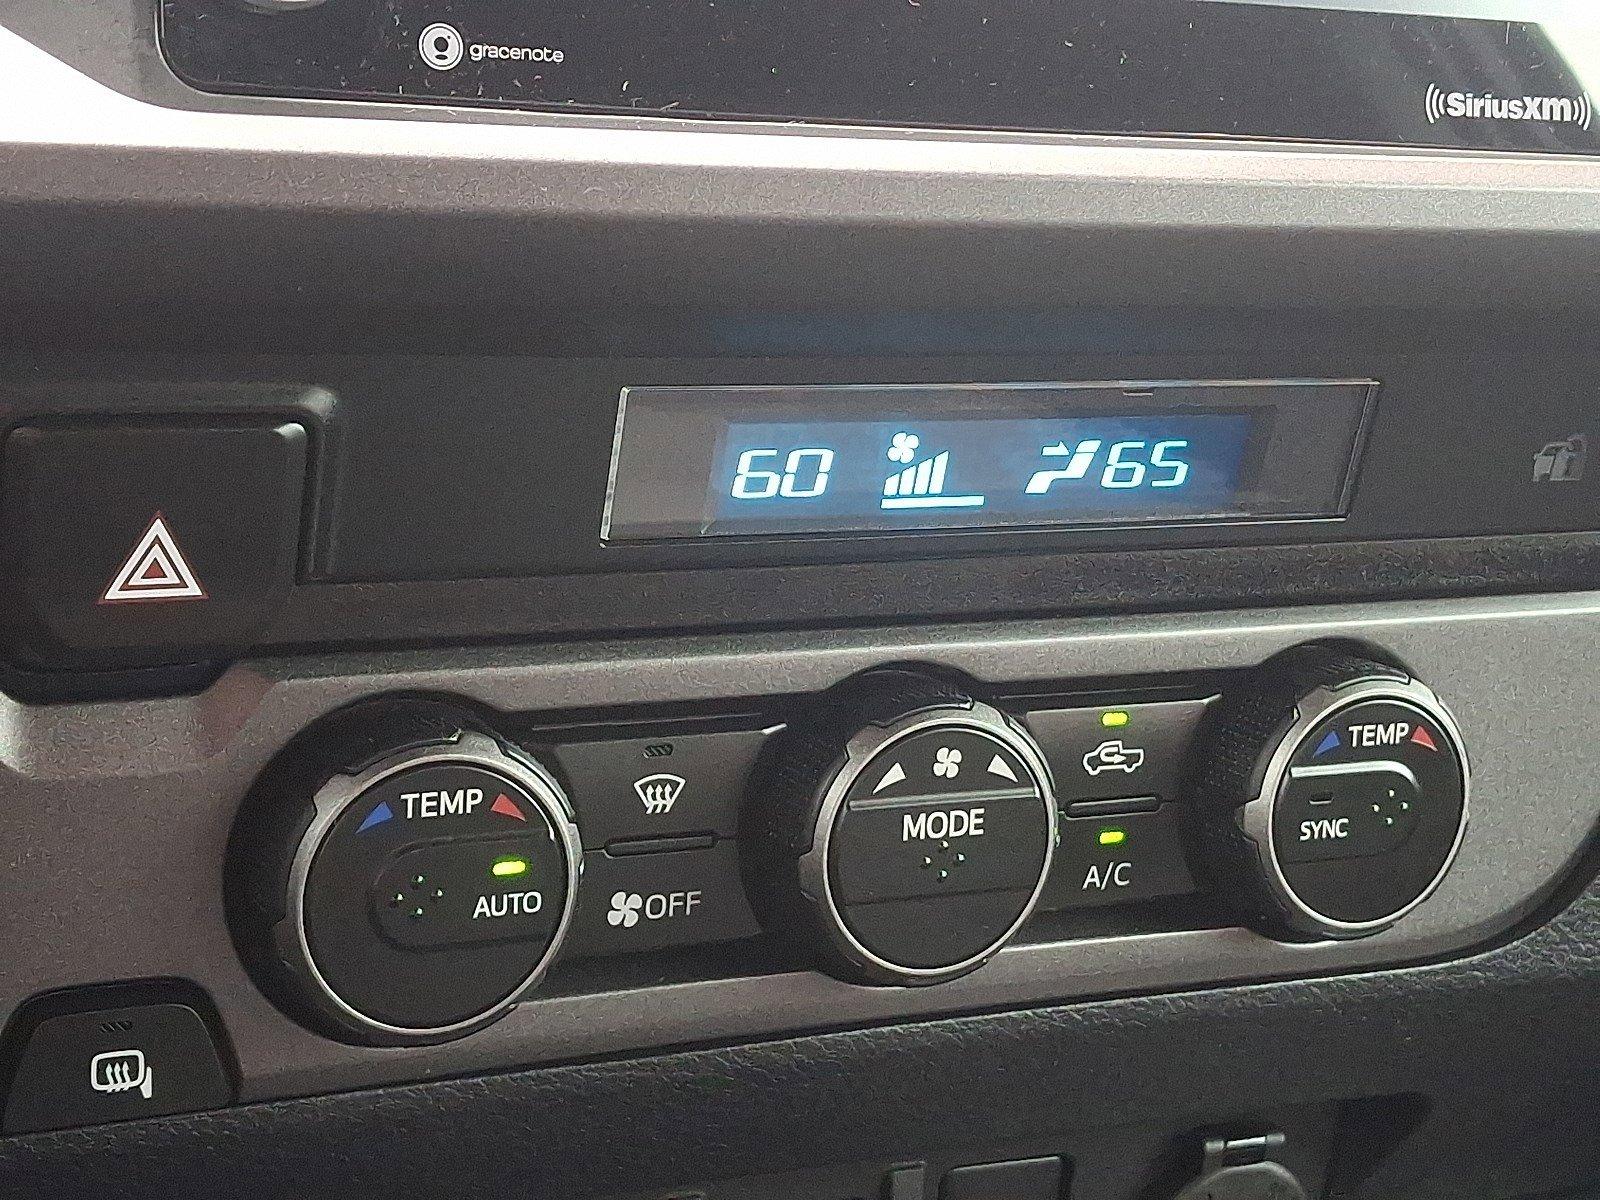 gracenote
SiriusXM
60 65
TEMP
AUTO
OFF
MODE
A/C
TEMP
SYNC